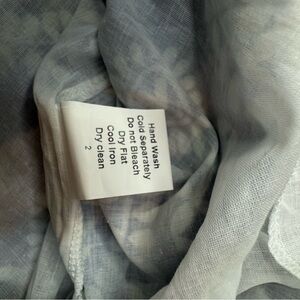 Hand Wash
Cold Separately
Do not Bleach
Dry Flat
Cool Iron
Dry clean
2